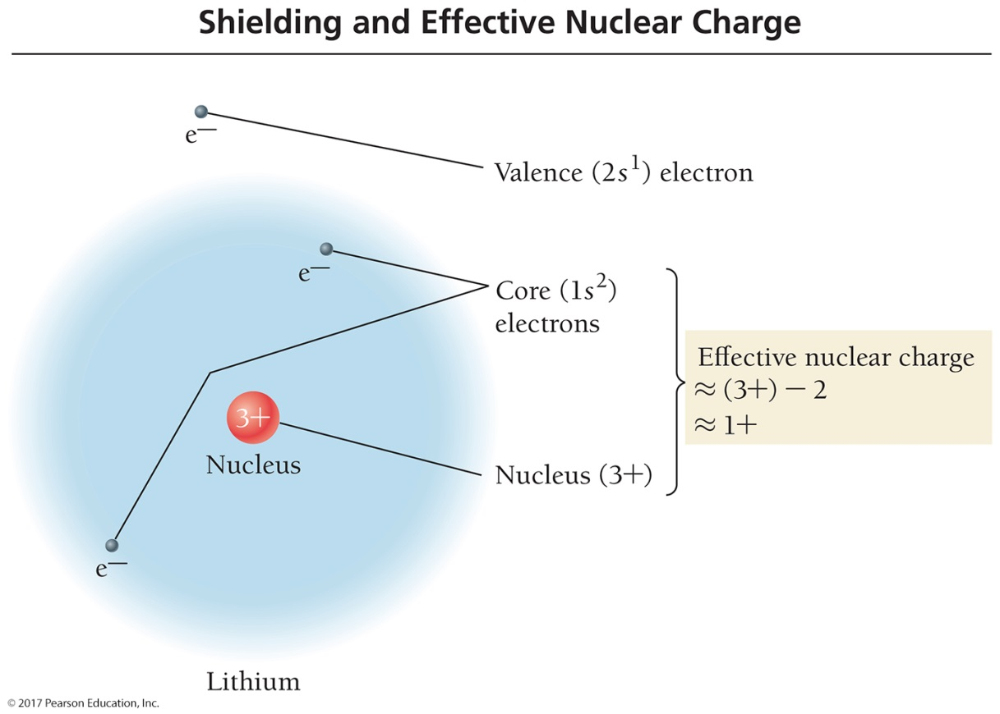 Shielding and Effective Nuclear Charge
e—
Valence (2s¹) electron
e—
Core (1s²)
electrons
Effective nuclear charge
≈ (3+) — 2
≈ 1+
3+
Nucleus
Nucleus (3+)
e—
Lithium
© 2017 Pearson Education, Inc.